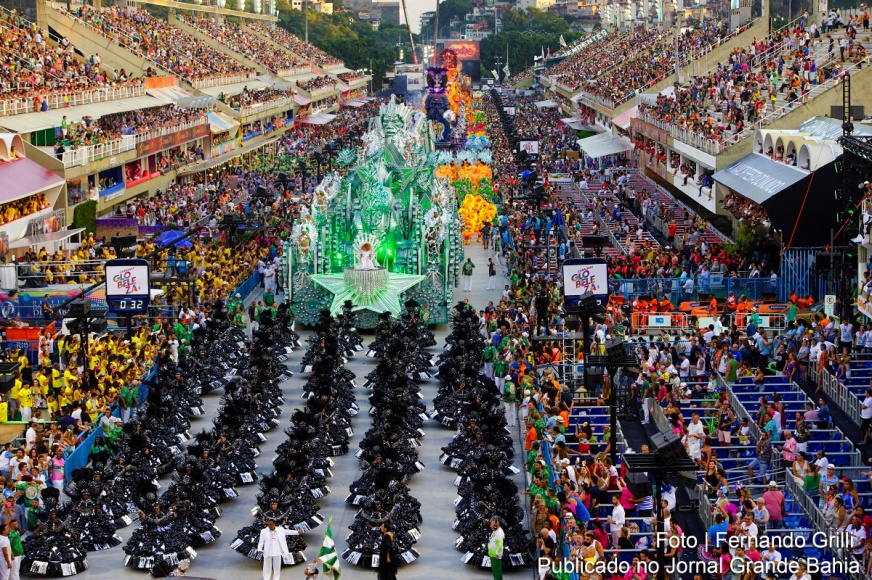 GLOBELEZA
0:32
GLOBELEZA
Foto | Fernando Grilli
Publicado no Jornal Grande Bahia